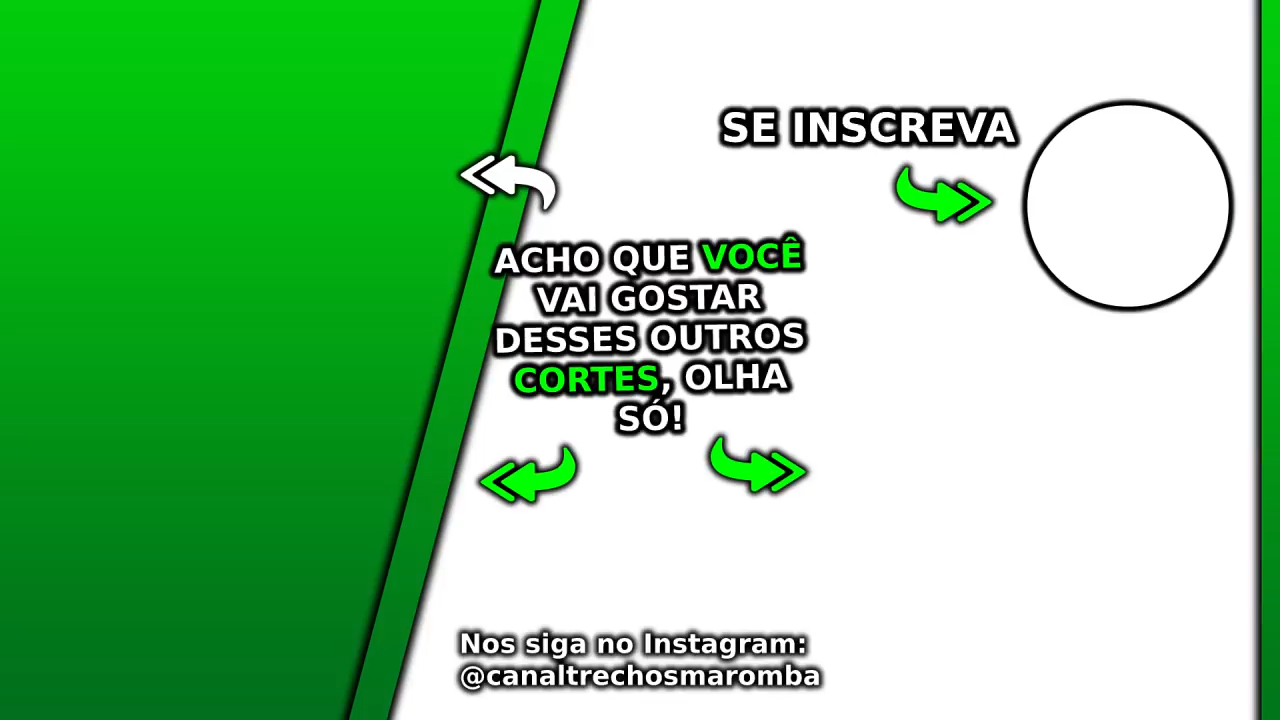 SE INSCREVA
ACHO QUE VOCÊ
VAI GOSTAR
DESSES OUTROS
CORTES, OLHA
SÓ!
Nos siga no Instagram:
@canaltrechosmaromba